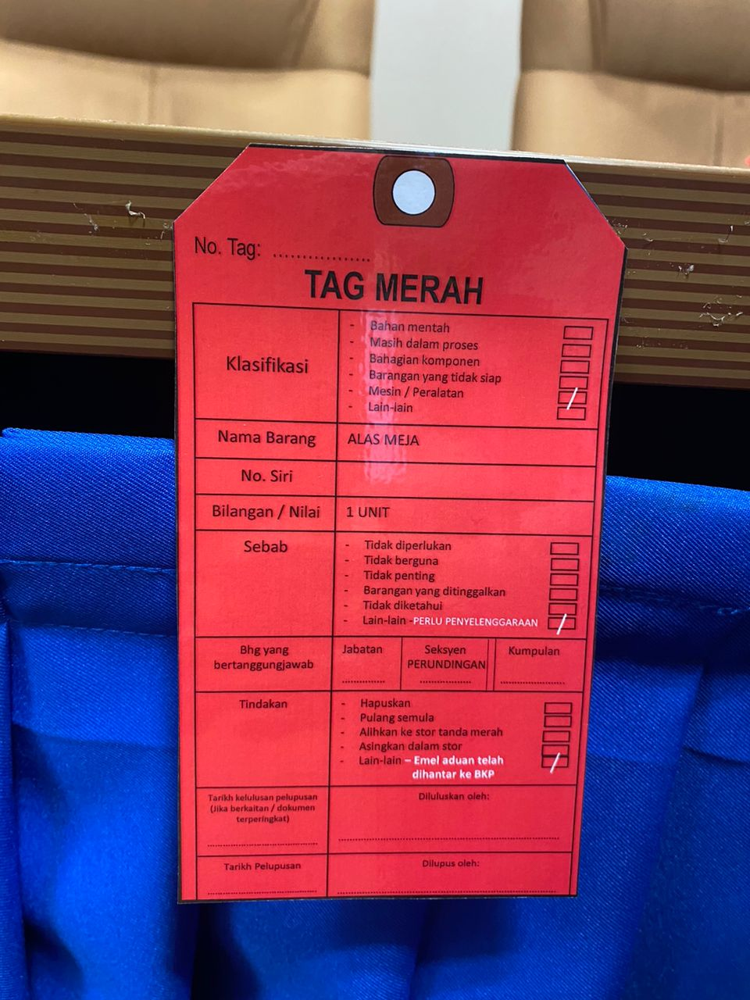 No. Tag: ..................
TAG MERAH
Klasifikasi
- Bahan mentah
- Masih dalam proses
- Bahagian komponen
- Barangan yang tidak siap
- Mesin / Peralatan /
- Lain-lain
Nama Barang ALAS MEJA
No. Siri
Bilangan / Nilai 1 UNIT
Sebab
- Tidak diperlukan
- Tidak berguna
- Tidak penting
- Barangan yang ditinggalkan
- Tidak diketahui
- Lain-lain -PERLU PENYELENGGARAAN /
Bhg yang
bertanggungjawab
Jabatan
...............
Seksyen
PERUNDINGAN
..................
Kumpulan
......................
Tindakan
- Hapuskan
- Pulang semula
- Alihkan ke stor tanda merah
- Asingkan dalam stor
- Lain-lain – Emel aduan telah /
dihantar ke BKP
Tarikh kelulusan pelupusan
(Jika berkaitan / dokumen
terperingkat)
........................................
Diluluskan oleh:
................................................................................
Tarikh Pelupusan
........................................
Dilupus oleh:
................................................................................